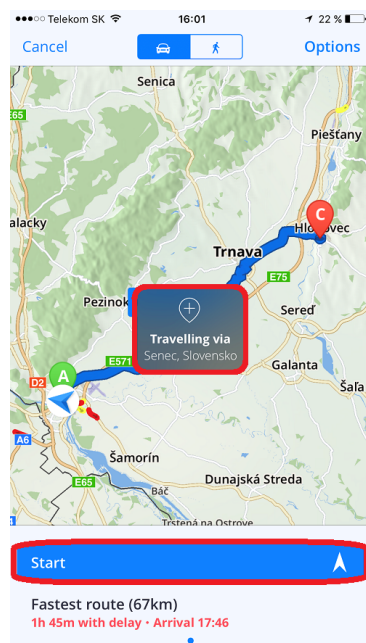 Telekom SK 16:01 22 %
Cancel Options
Senica
E65
Piešťany
alacky
C
Hlohovec
Trnava
E75
Pezinok
Sereď
Travelling via
Senec, Slovensko
E571
Galanta
A
D2
Šaľa
A6
Šamorín
E65
Dunajská Streda
Báč
Trstená na Ostrove
Start
Fastest route (67km)
1h 45m with delay • Arrival 17:46